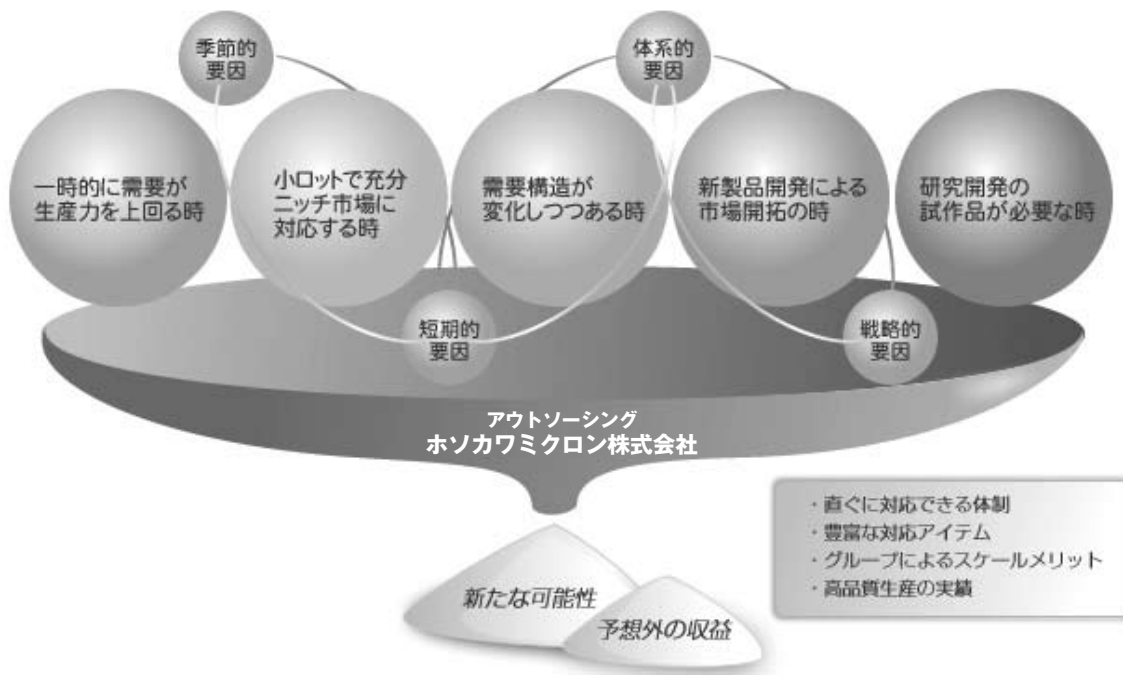 季節的
要因
体系的
要因
一時的に需要が
生産力を上回る時
小ロットで充分
ニッチ市場に
対応する時
需要構造が
変化しつつある時
新製品開発による
市場開拓の時
研究開発の
試作品が必要な時
短期的
要因
戦略的
要因
アウトソーシング
ホソカワミクロン株式会社
・直ぐに対応できる体制
・豊富な対応アイテム
・グループによるスケールメリット
・高品質生産の実績
新たな可能性
予想外の収益